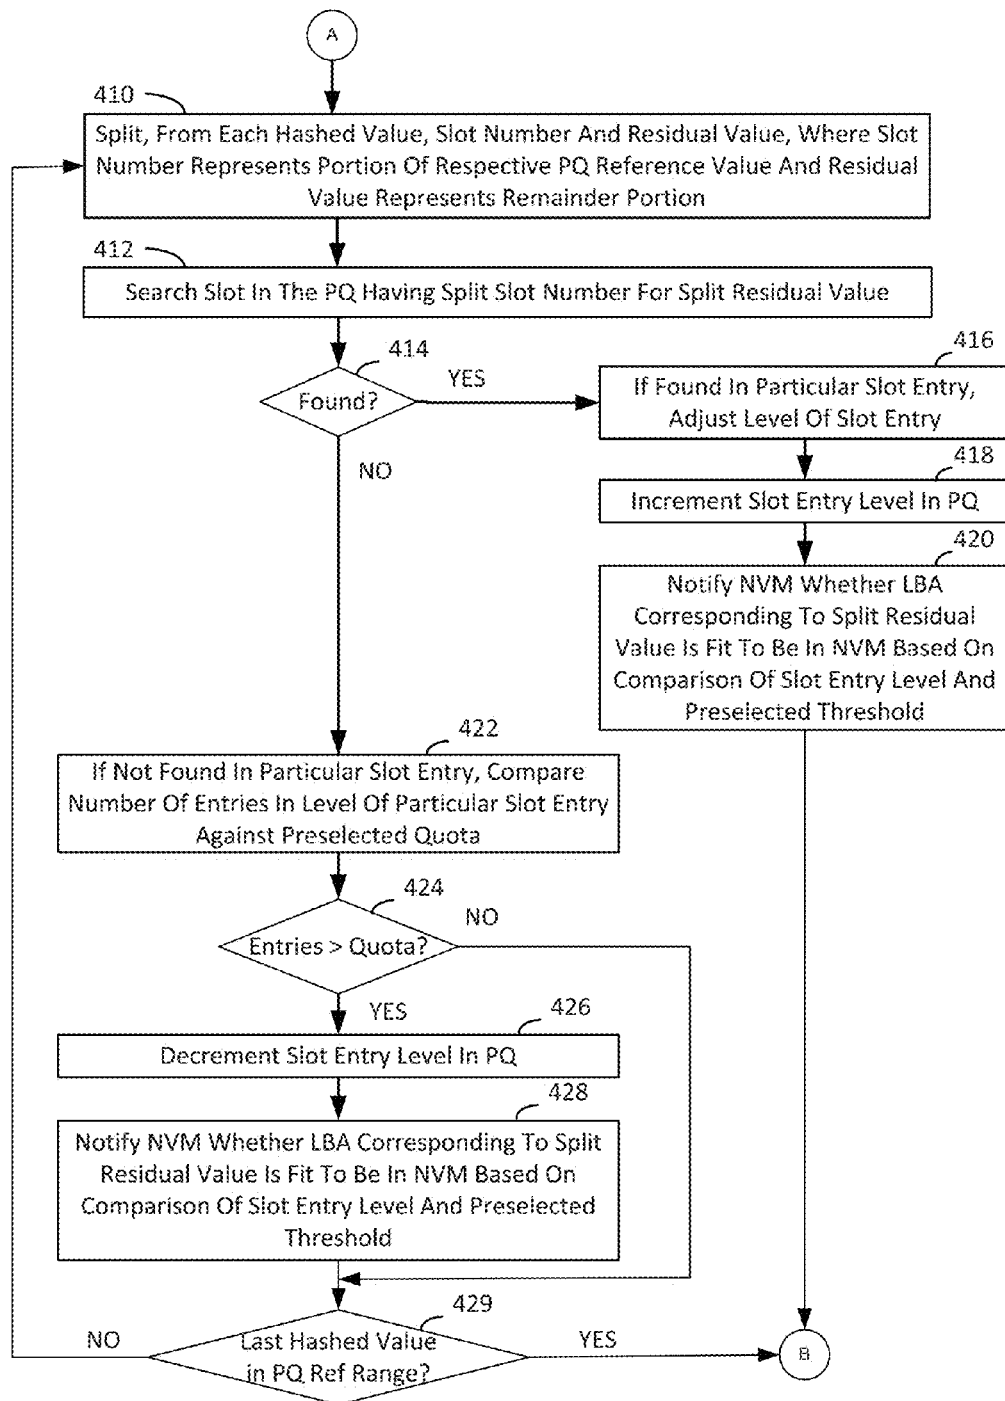 A
410
Split, From Each Hashed Value, Slot Number And Residual Value, Where Slot
Number Represents Portion Of Respective PQ Reference Value And Residual
Value Represents Remainder Portion
412
Search Slot In The PQ Having Split Slot Number For Split Residual Value
414
Found?
YES
NO
416
If Found In Particular Slot Entry,
Adjust Level Of Slot Entry
418
Increment Slot Entry Level In PQ
420
Notify NVM Whether LBA
Corresponding To Split Residual
Value Is Fit To Be In NVM Based On
Comparison Of Slot Entry Level And
Preselected Threshold
422
If Not Found In Particular Slot Entry, Compare
Number Of Entries In Level Of Particular Slot Entry
Against Preselected Quota
424
Entries > Quota?
NO
YES
426
Decrement Slot Entry Level In PQ
428
Notify NVM Whether LBA Corresponding To Split
Residual Value Is Fit To Be In NVM Based On
Comparison Of Slot Entry Level And Preselected
Threshold
429
Last Hashed Value
in PQ Ref Range?
NO
YES
B